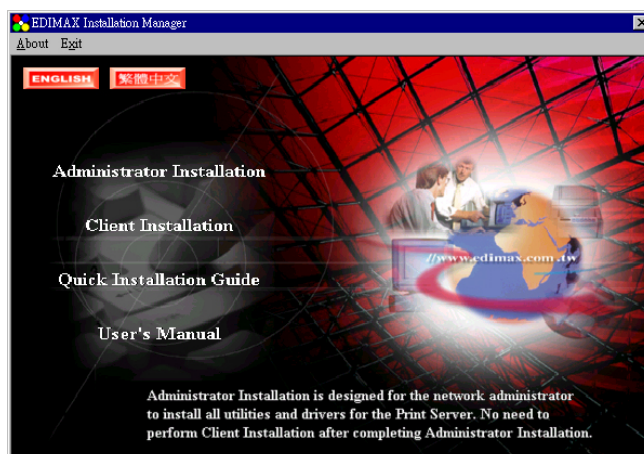 EDIMAX Installation Manager
About Exit
ENGLISH 繁體中文
Administrator Installation
Client Installation
Quick Installation Guide
User's Manual
//www.edimax.com.tw
Administrator Installation is designed for the network administrator
to install all utilities and drivers for the Print Server. No need to
perform Client Installation after completing Administrator Installation.